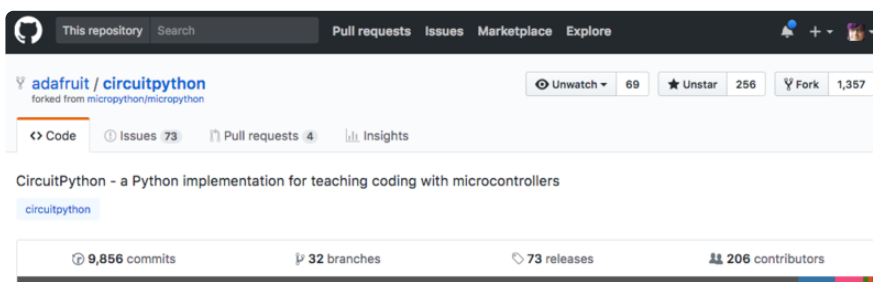 This repository Search Pull requests Issues Marketplace Explore
adafruit / circuitpython Unwatch 69 Unstar 256 Fork 1,357
forked from micropython/micropython
<> Code Issues 73 Pull requests 4 Insights
CircuitPython - a Python implementation for teaching coding with microcontrollers
circuitpython
9,856 commits 32 branches 73 releases 206 contributors